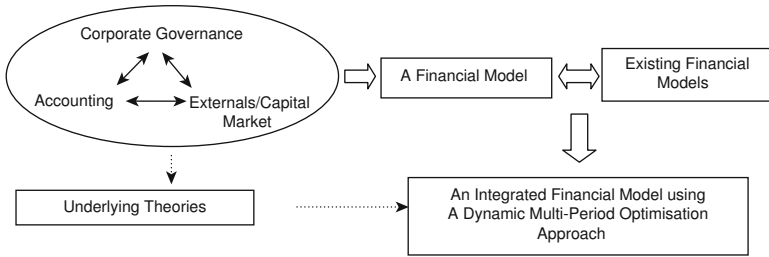 Corporate Governance
Accounting
Externals/Capital
Market
A Financial Model
Existing Financial
Models
Underlying Theories
An Integrated Financial Model using
A Dynamic Multi-Period Optimisation
Approach